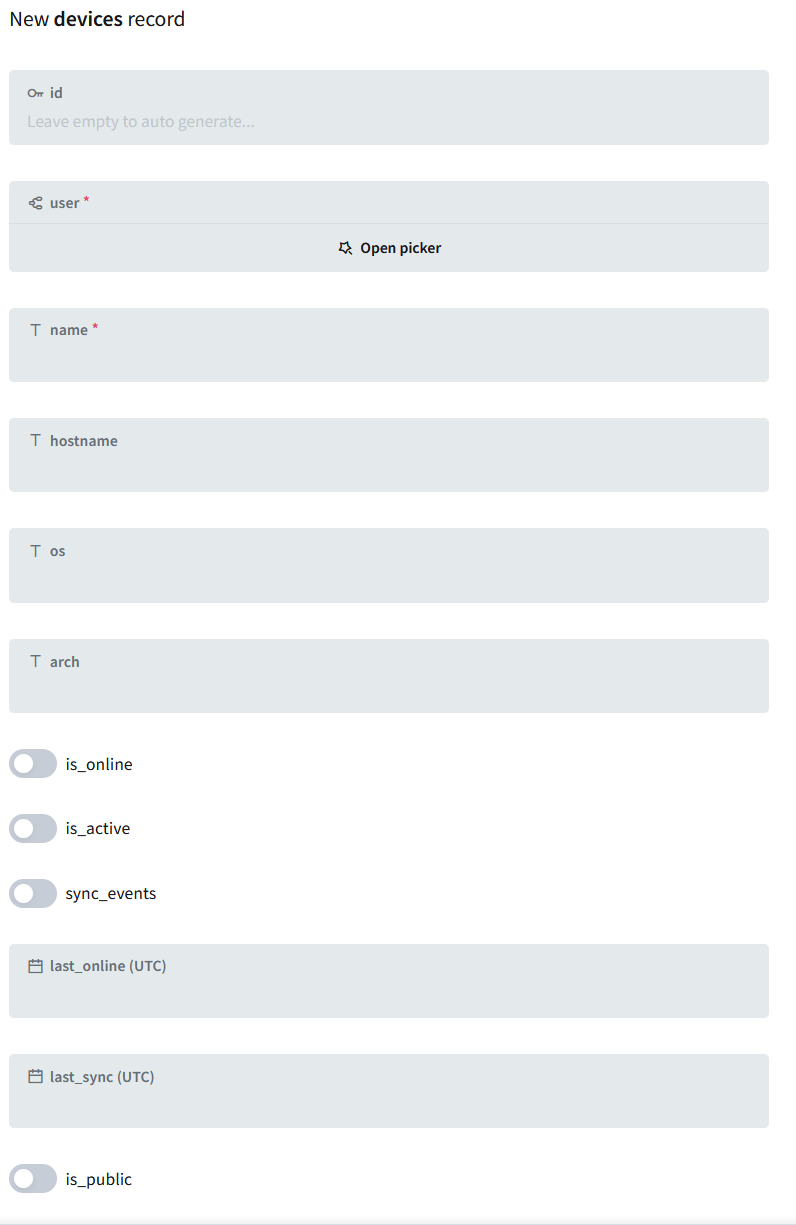 New devices record
id
Leave empty to auto generate...
user *
Open picker
name *
hostname
os
arch
is_online
is_active
sync_events
last_online (UTC)
last_sync (UTC)
is_public